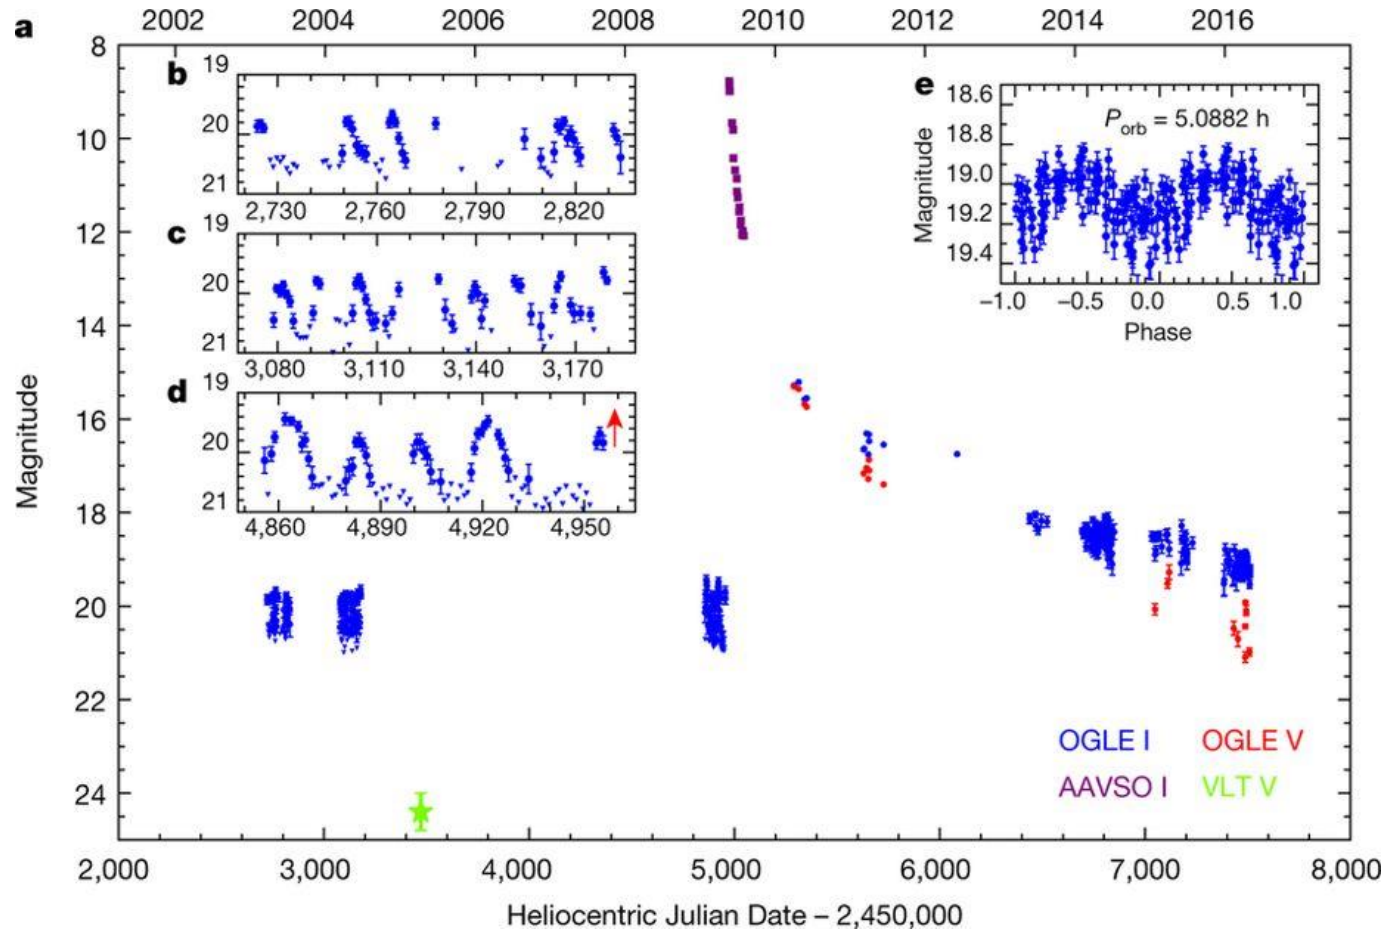 a
2002 2004 2006 2008 2010 2012 2014 2016
8
10
12
14
16
18
20
22
24
Magnitude
b
19
20
21
2,730 2,760 2,790 2,820
c
19
20
21
3,080 3,110 3,140 3,170
d
19
20
21
4,860 4,890 4,920 4,950
e
18.6
18.8
19.0
19.2
19.4
Magnitude
Porb = 5.0882 h
−1.0 −0.5 0.0 0.5 1.0
Phase
OGLE I OGLE V
AAVSO I VLT V
2,000 3,000 4,000 5,000 6,000 7,000 8,000
Heliocentric Julian Date – 2,450,000